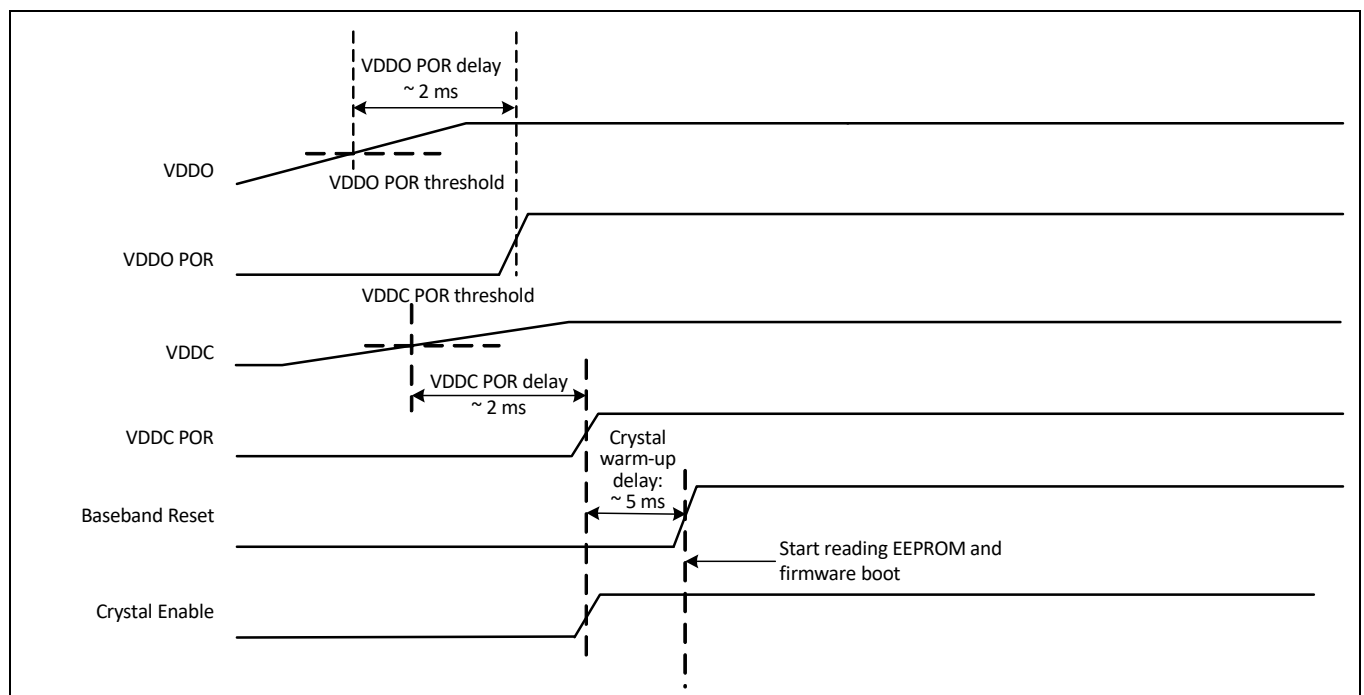 VDDO POR delay
~ 2 ms
VDDO
VDDO POR threshold
VDDO POR
VDDC POR threshold
VDDC
VDDC POR delay
~ 2 ms
VDDC POR
Crystal
warm-up
delay:
~ 5 ms
Baseband Reset
Start reading EEPROM and
firmware boot
Crystal Enable